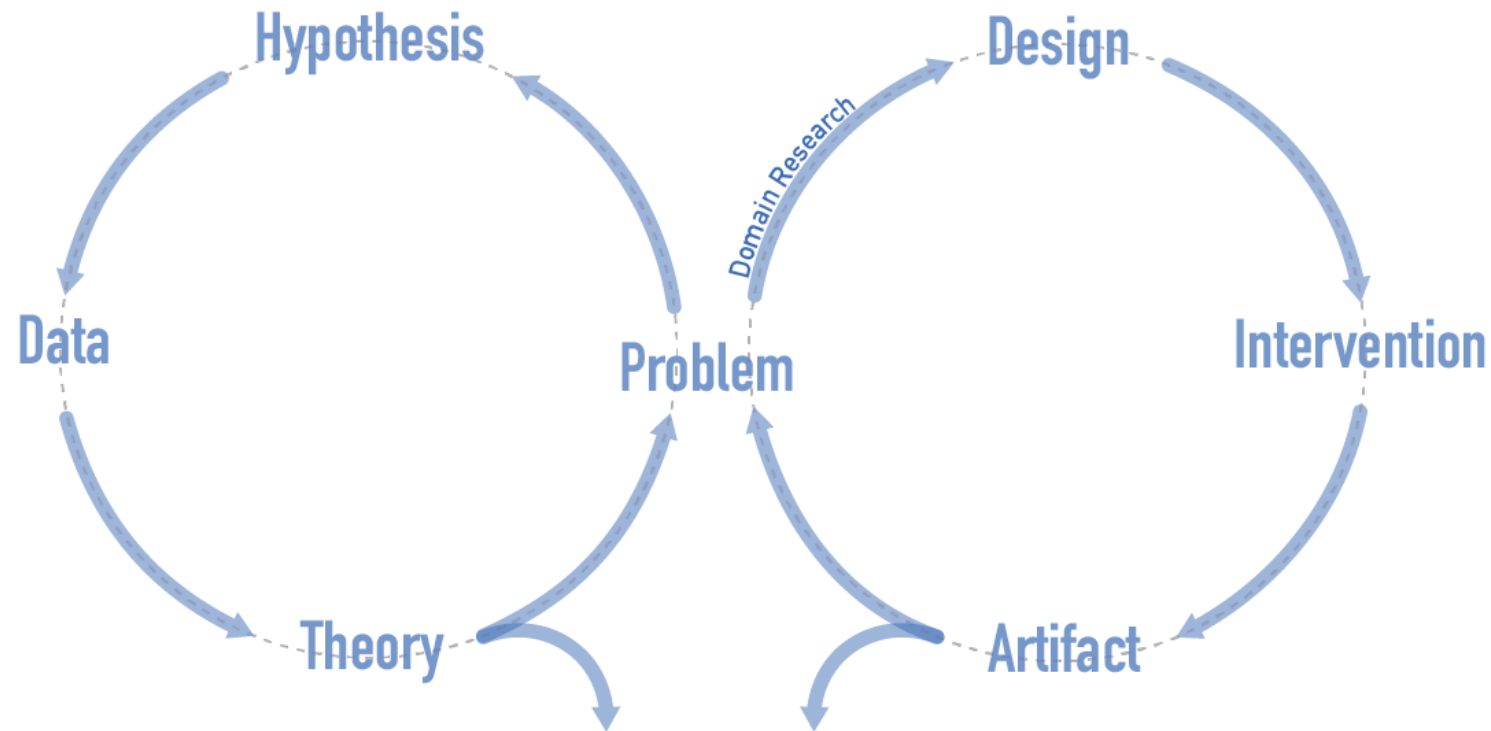 Hypothesis
Design
Domain Research
Data
Problem
Intervention
Theory
Artifact